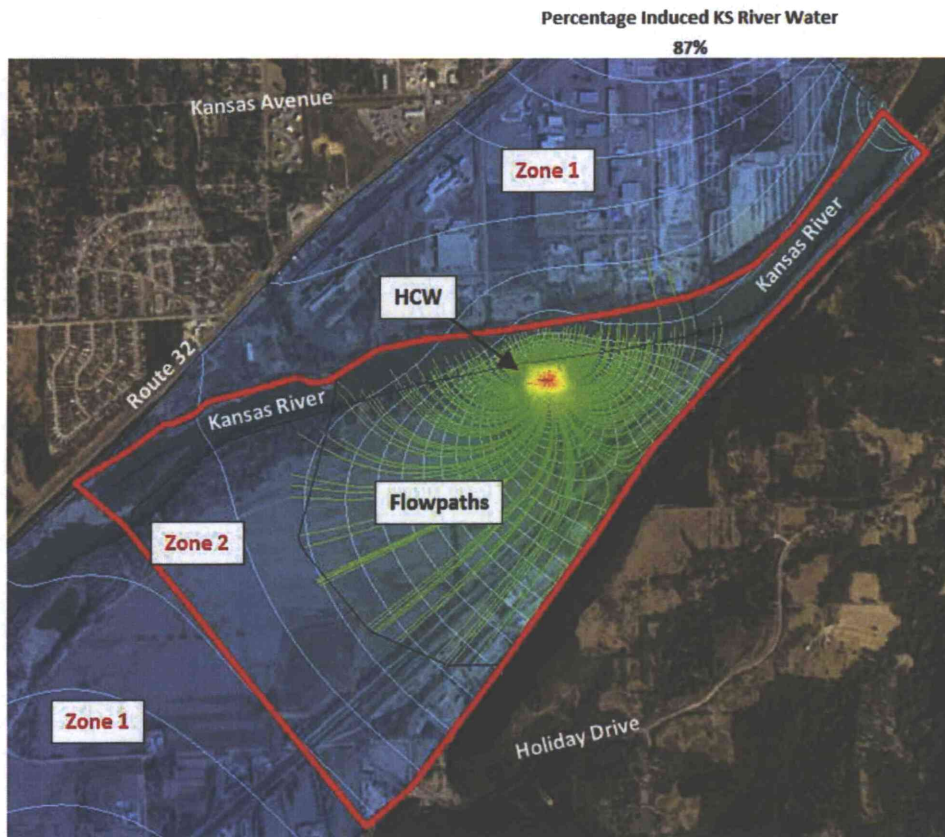 Percentage Induced KS River Water
87%
Kansas Avenue
Zone 1
Kansas River
HCW
Route 32
Kansas River
Flowpaths
Zone 2
Zone 1
Holiday Drive